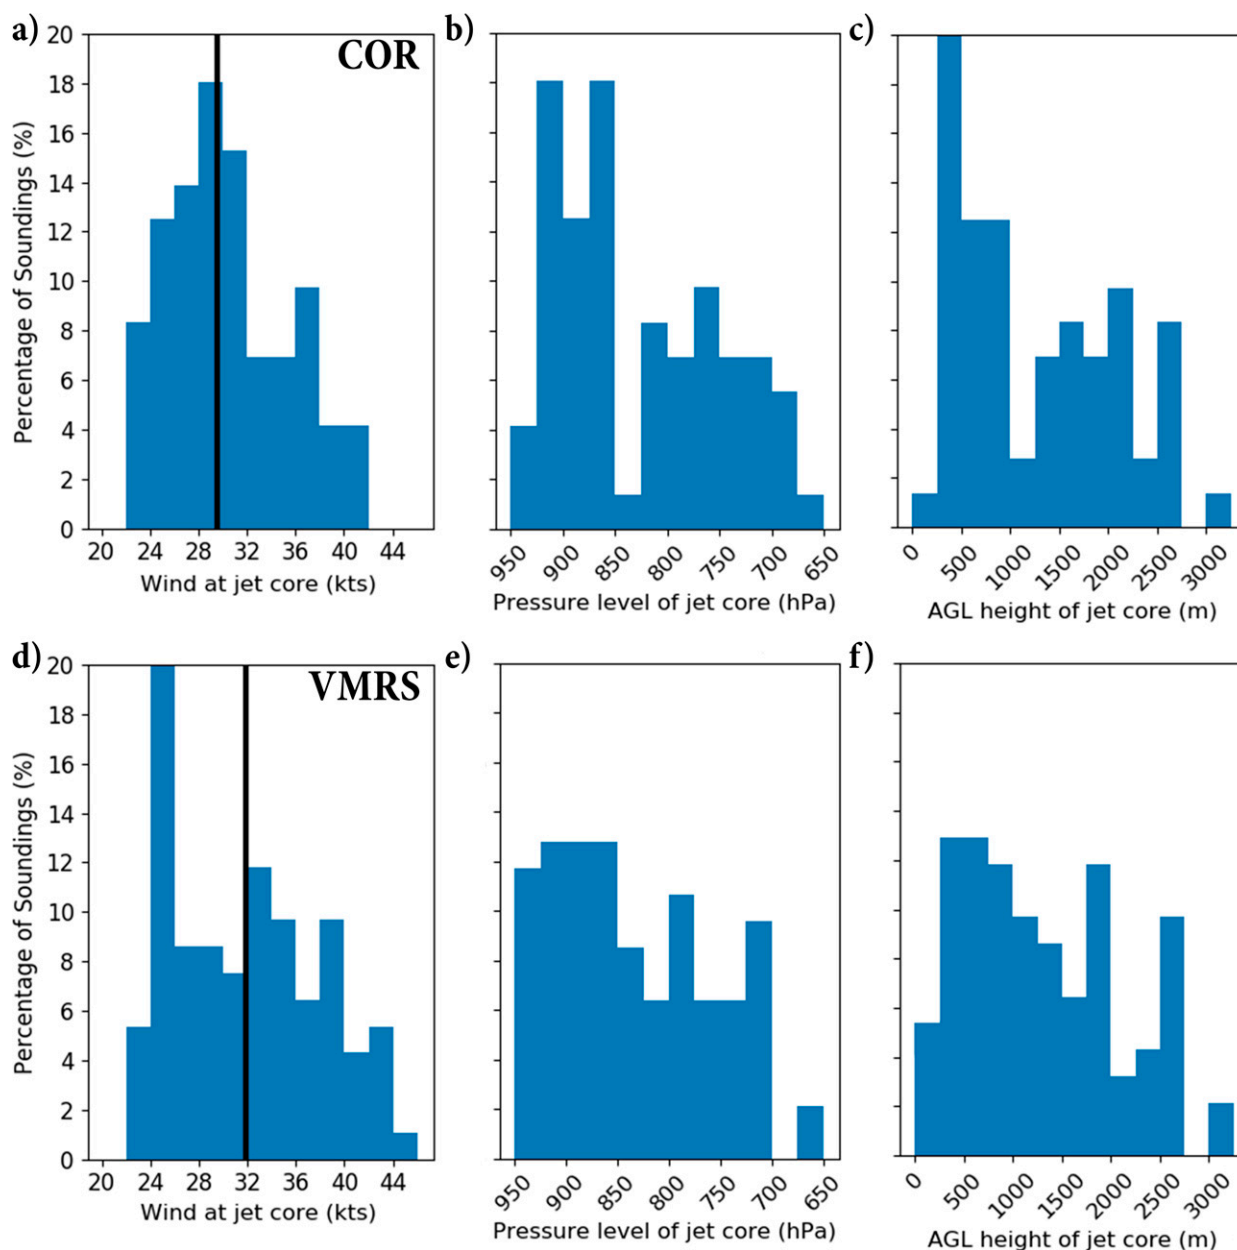 a)
COR
20
18
16
14
12
10
8
6
4
2
0
Percentage of Soundings (%)
20 24 28 32 36 40 44
Wind at jet core (kts)
b)
950 900 850 800 750 700 650
Pressure level of jet core (hPa)
c)
0 500 1000 1500 2000 2500 3000
AGL height of jet core (m)
d)
VMRS
20
18
16
14
12
10
8
6
4
2
0
Percentage of Soundings (%)
20 24 28 32 36 40 44
Wind at jet core (kts)
e)
950 900 850 800 750 700 650
Pressure level of jet core (hPa)
f)
0 500 1000 1500 2000 2500 3000
AGL height of jet core (m)